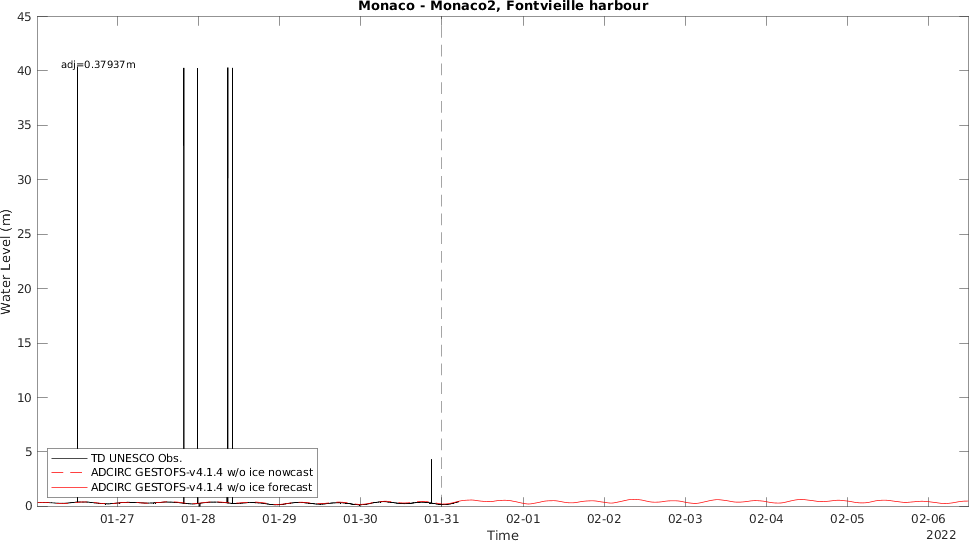 Monaco - Monaco2, Fontvieille harbour
adj=0.37937m
Water Level (m)
45
40
35
30
25
20
15
10
5
0
TD UNESCO Obs.
ADCIRC GESTOFS-v4.1.4 w/o ice nowcast
ADCIRC GESTOFS-v4.1.4 w/o ice forecast
01-27 01-28 01-29 01-30 01-31 02-01 02-02 02-03 02-04 02-05 02-06
2022
Time